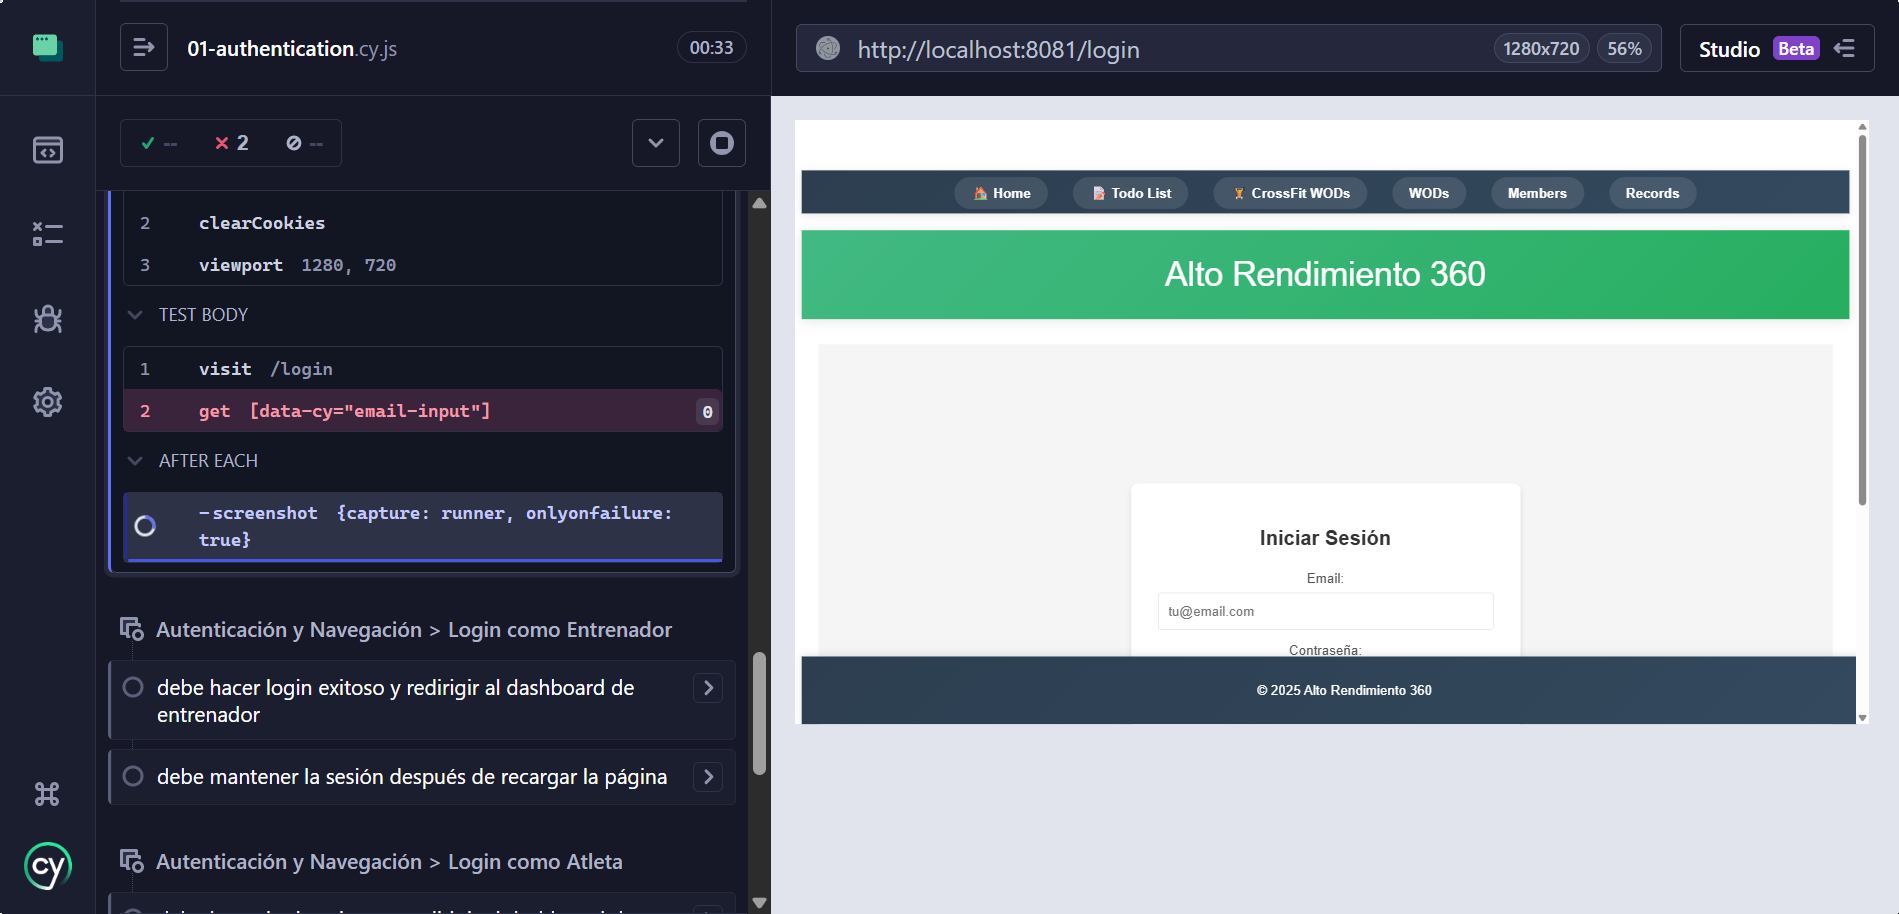 01-authentication.cy.js
00:33
--
2
--
2 clearCookies
3 viewport 1280, 720
TEST BODY
1 visit /login
2 get [data-cy="email-input"] 0
AFTER EACH
-screenshot {capture: runner, onlyonfailure:
true}
Autenticación y Navegación > Login como Entrenador
debe hacer login exitoso y redirigir al dashboard de
entrenador
debe mantener la sesión después de recargar la página
Autenticación y Navegación > Login como Atleta
cy
http://localhost:8081/login
1280x720
56%
Studio Beta
Home
Todo List
CrossFit WODs
WODs
Members
Records
Alto Rendimiento 360
Iniciar Sesión
Email:
tu@email.com
Contraseña:
© 2025 Alto Rendimiento 360